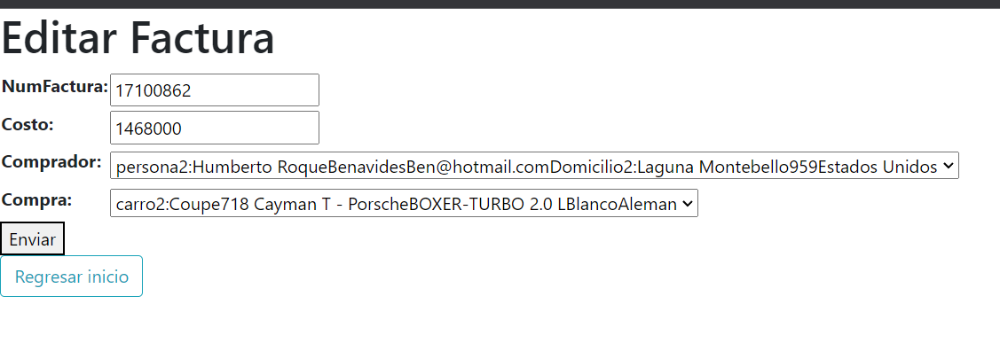 Editar Factura
NumFactura: 17100862
Costo: 1468000
Comprador: persona2:Humberto RoqueBenavidesBen@hotmail.comDomicilio2:Laguna Montebello959Estados Unidos
Compra: carro2:Coupe718 Cayman T - PorscheBOXER-TURBO 2.0 LBlancoAleman
Enviar
Regresar inicio